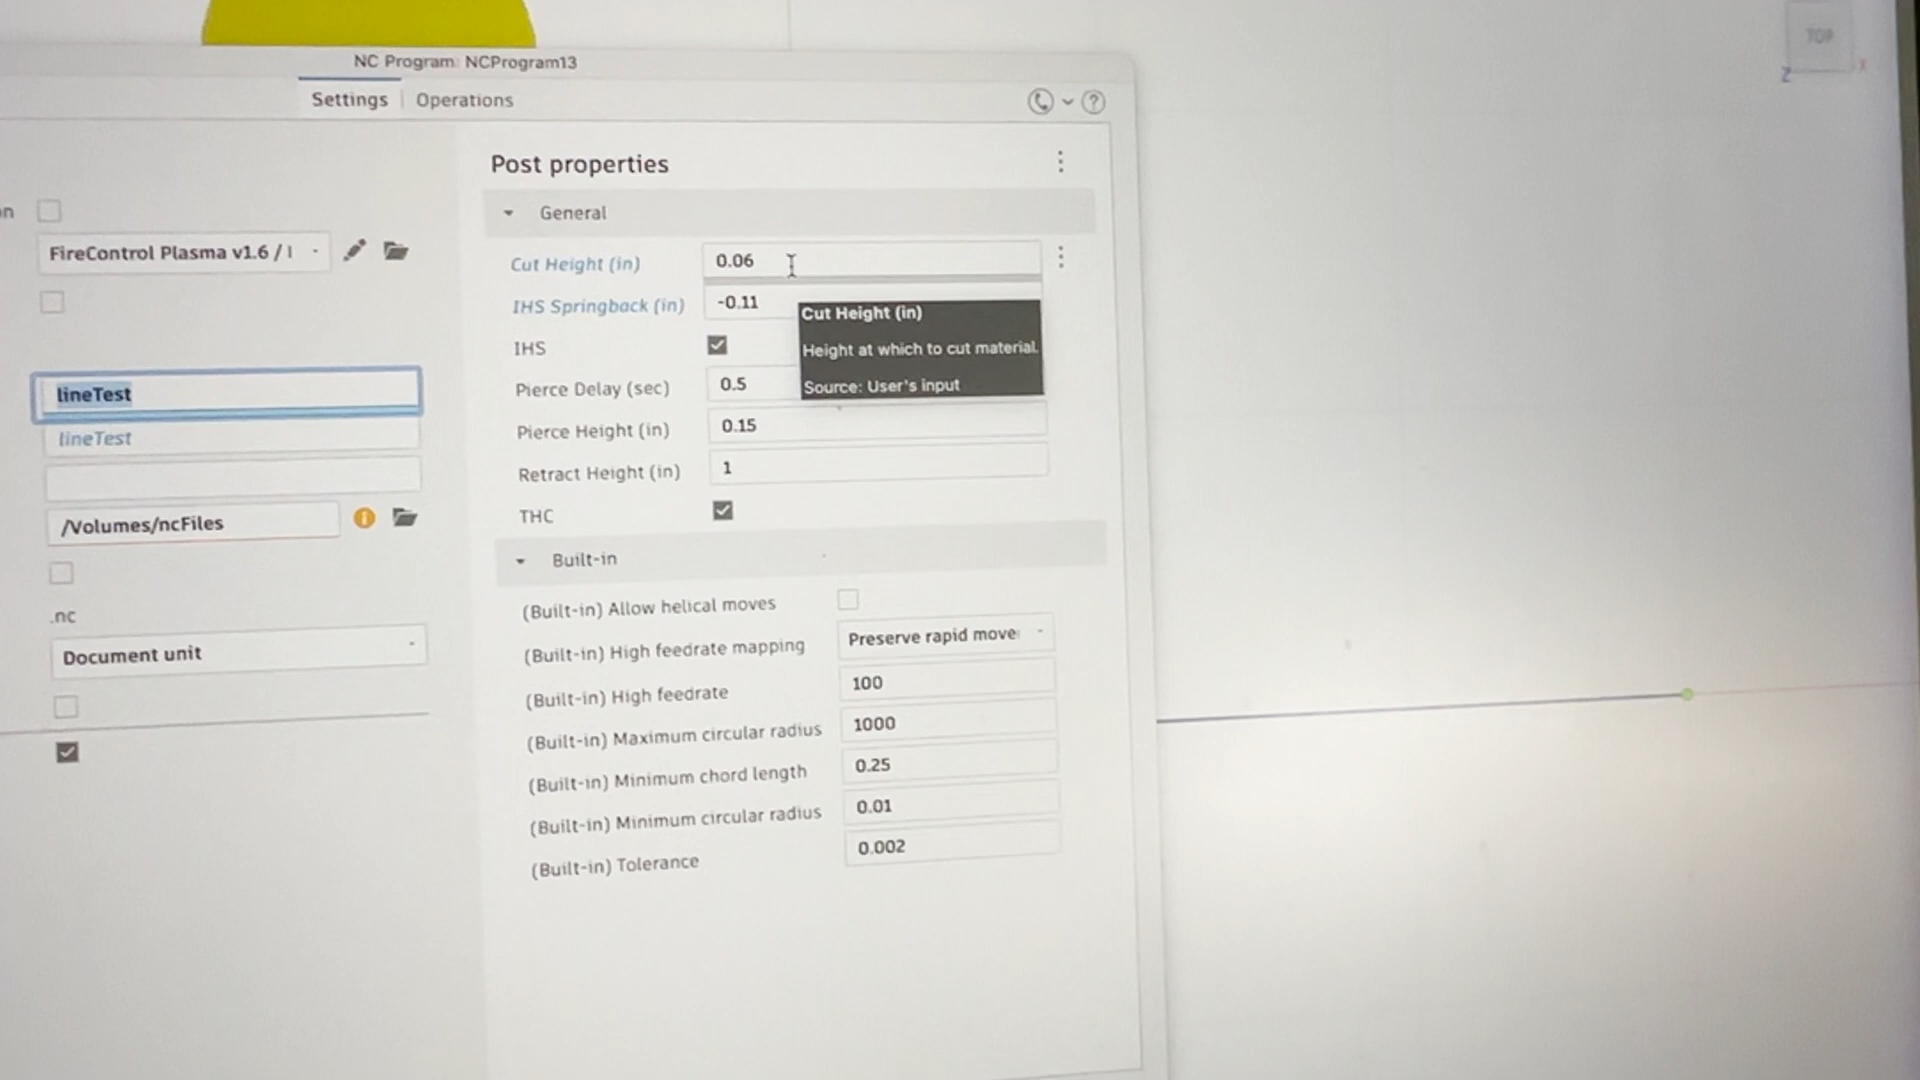 TOP
Z
X
NC Program: NCProgram13
Settings
Operations
Post properties
General
FireControl Plasma v1.6 /
Cut Height (in)
0.06
IHS Springback (in)
-0.11
Cut Height (in)
Height at which to cut material.
Source: User's input
IHS
Pierce Delay (sec)
0.5
lineTest
lineTest
Pierce Height (in)
0.15
Retract Height (in)
1
/Volumes/ncFiles
THC
Built-in
.nc
Document unit
(Built-in) Allow helical moves
(Built-in) High feedrate mapping
Preserve rapid move
(Built-in) High feedrate
100
(Built-in) Maximum circular radius
1000
(Built-in) Minimum chord length
0.25
(Built-in) Minimum circular radius
0.01
(Built-in) Tolerance
0.002